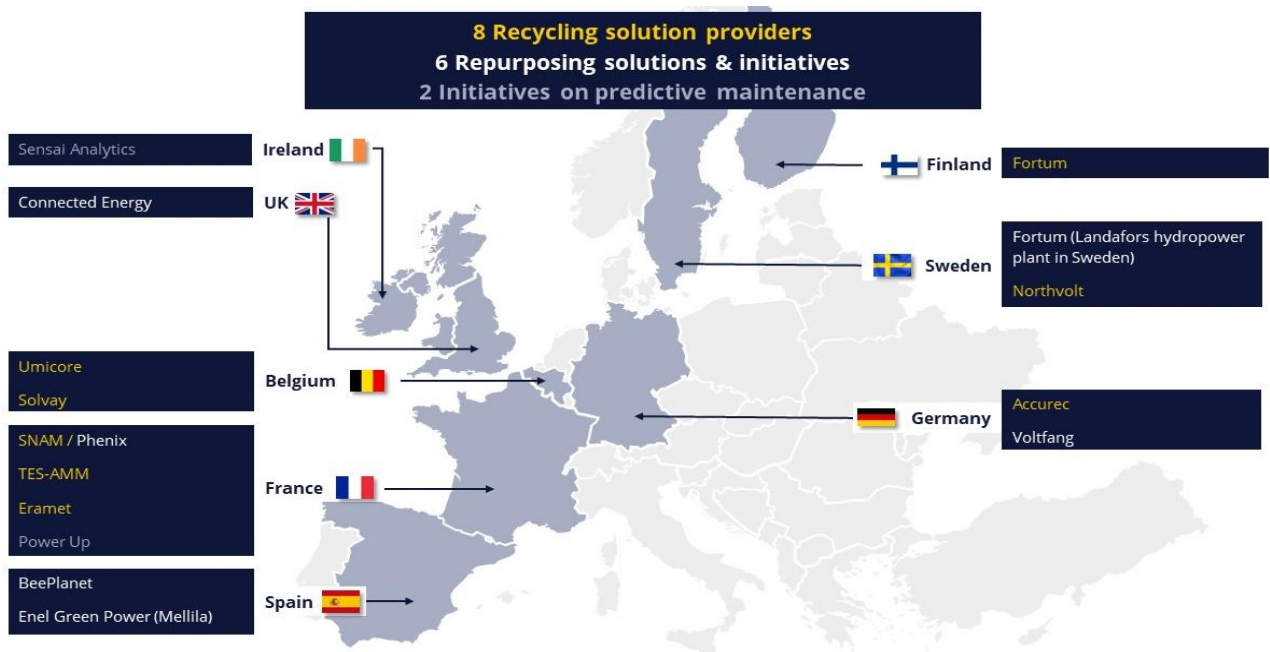 8 Recycling solution providers
6 Repurposing solutions & initiatives
2 Initiatives on predictive maintenance
Sensai Analytics
Ireland
Connected Energy
UK
Umicore
Solvay
Belgium
SNAM / Phenix
TES-AMM
Eramet
Power Up
France
BeePlanet
Enel Green Power (Mellila)
Spain
Finland
Fortum
Sweden
Fortum (Landafors hydropower
plant in Sweden)
Northvolt
Germany
Accurec
Voltfang